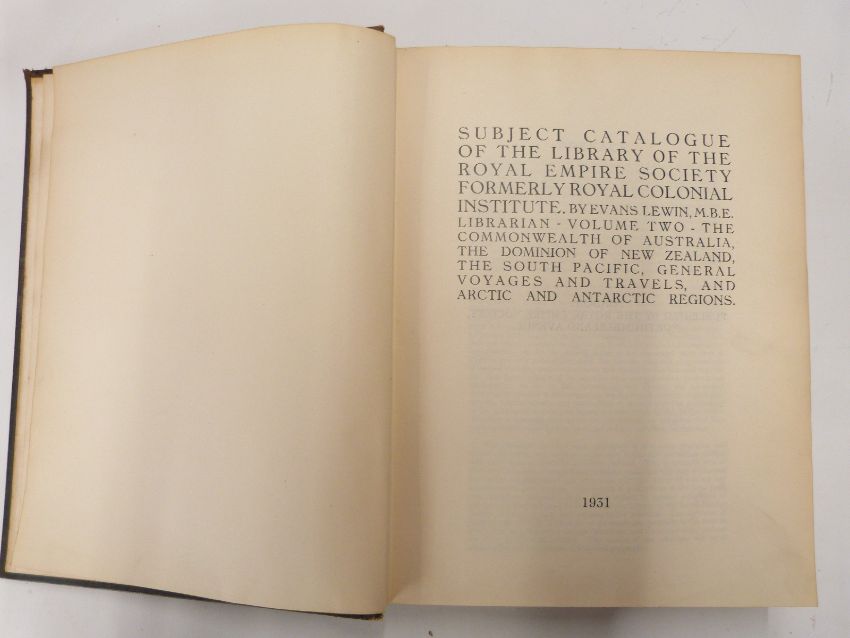 SUBJECT CATALOGUE
OF THE LIBRARY OF THE
ROYAL EMPIRE SOCIETY
FORMERLY ROYAL COLONIAL
INSTITUTE. BY EVANS LEWIN, M.B.E.
LIBRARIAN - VOLUME TWO - THE
COMMONWEALTH OF AUSTRALIA,
THE DOMINION OF NEW ZEALAND,
THE SOUTH PACIFIC, GENERAL
VOYAGES AND TRAVELS, AND
ARCTIC AND ANTARCTIC REGIONS.
1931